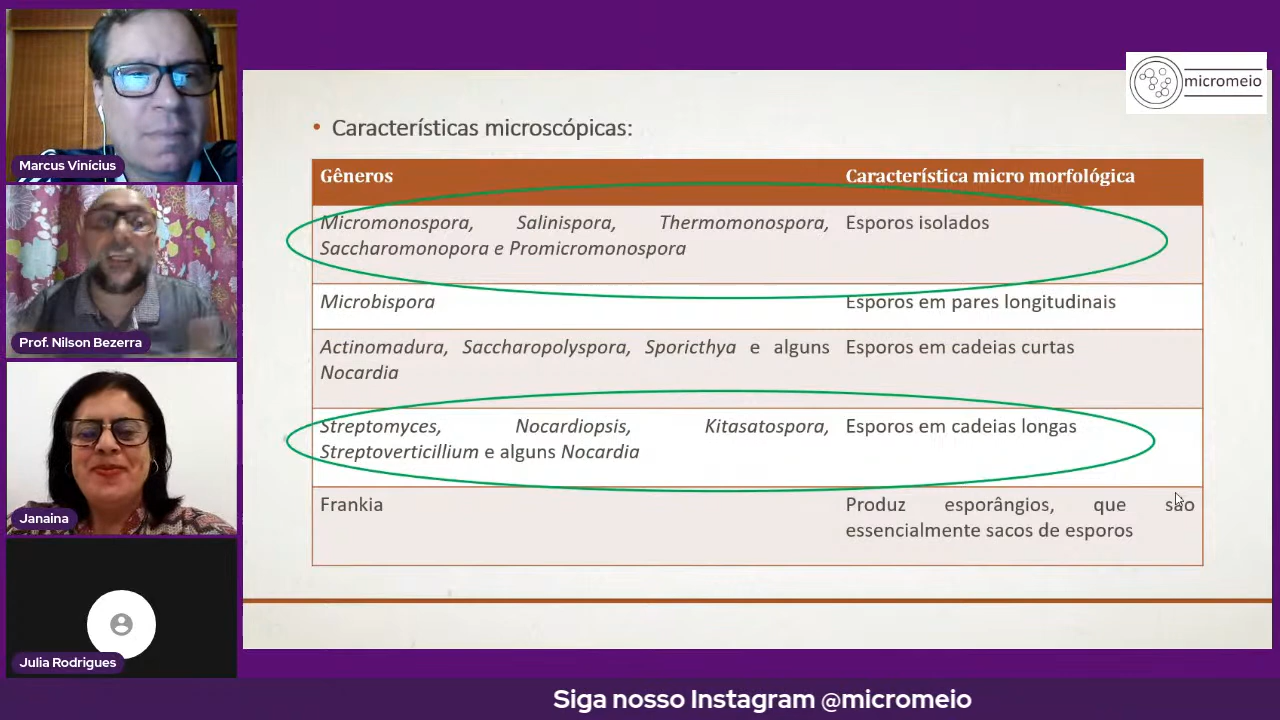 micromeio
• Características microscópicas:
Gêneros
Característica micro morfológica
Micromonospora, Salinispora, Thermomonospora,
Saccharomonopora e Promicromonospora
Esporos isolados
Microbispora
Esporos em pares longitudinais
Actinomadura, Saccharopolyspora, Sporicthya e alguns
Nocardia
Esporos em cadeias curtas
Streptomyces, Nocardiopsis, Kitasatospora,
Streptoverticillium e alguns Nocardia
Esporos em cadeias longas
Frankia
Produz esporângios, que são
essencialmente sacos de esporos
Marcus Vinícius
Prof. Nilson Bezerra
Janaina
Julia Rodrigues
Siga nosso Instagram @micromeio